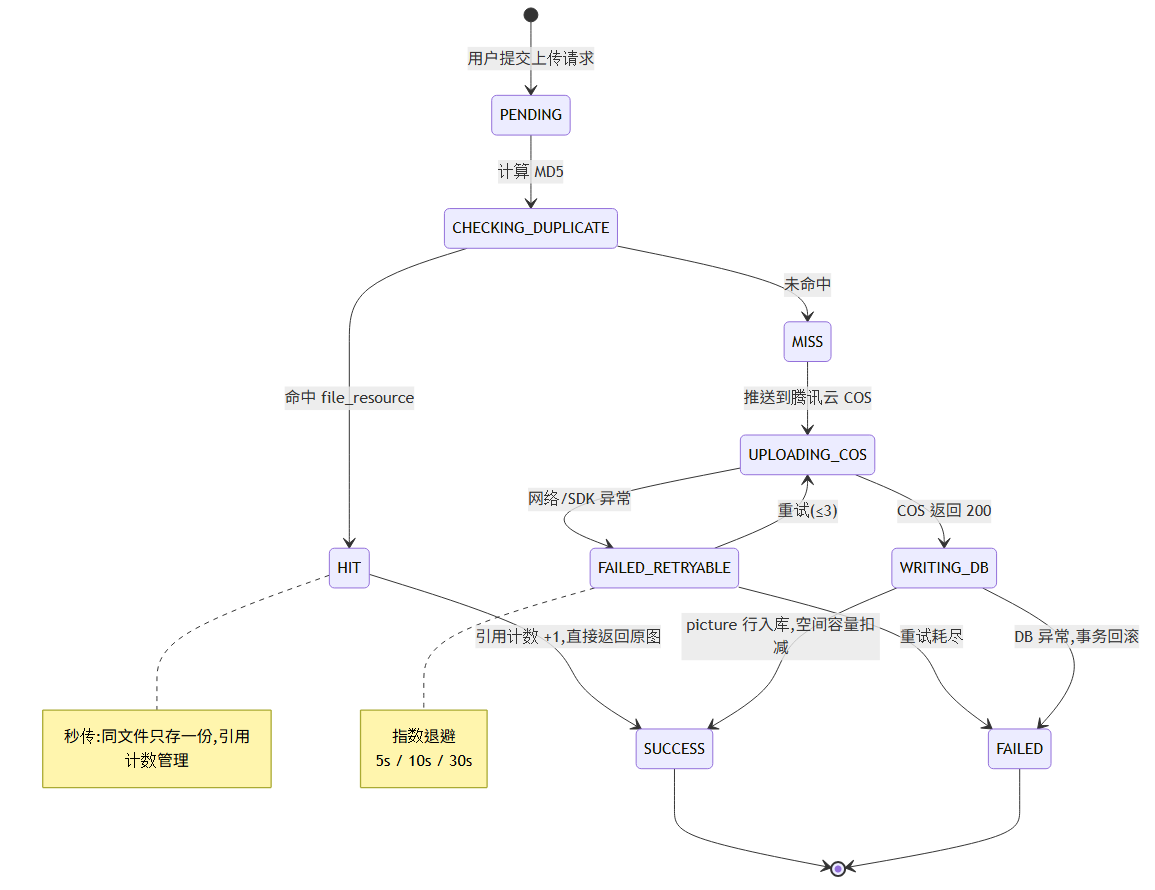 用户提交上传请求
PENDING
计算 MD5
CHECKING_DUPLICATE
未命中
MISS
命中 file_resource
推送到腾讯云 COS
UPLOADING_COS
网络/SDK 异常
重试(≤3)
COS 返回 200
HIT
FAILED_RETRYABLE
WRITING_DB
引用计数 +1,直接返回原图
picture 行入库,空间容量扣
减
重试耗尽
DB 异常,事务回滚
秒传:同文件只存一份,引用
计数管理
指数退避
5s / 10s / 30s
SUCCESS
FAILED